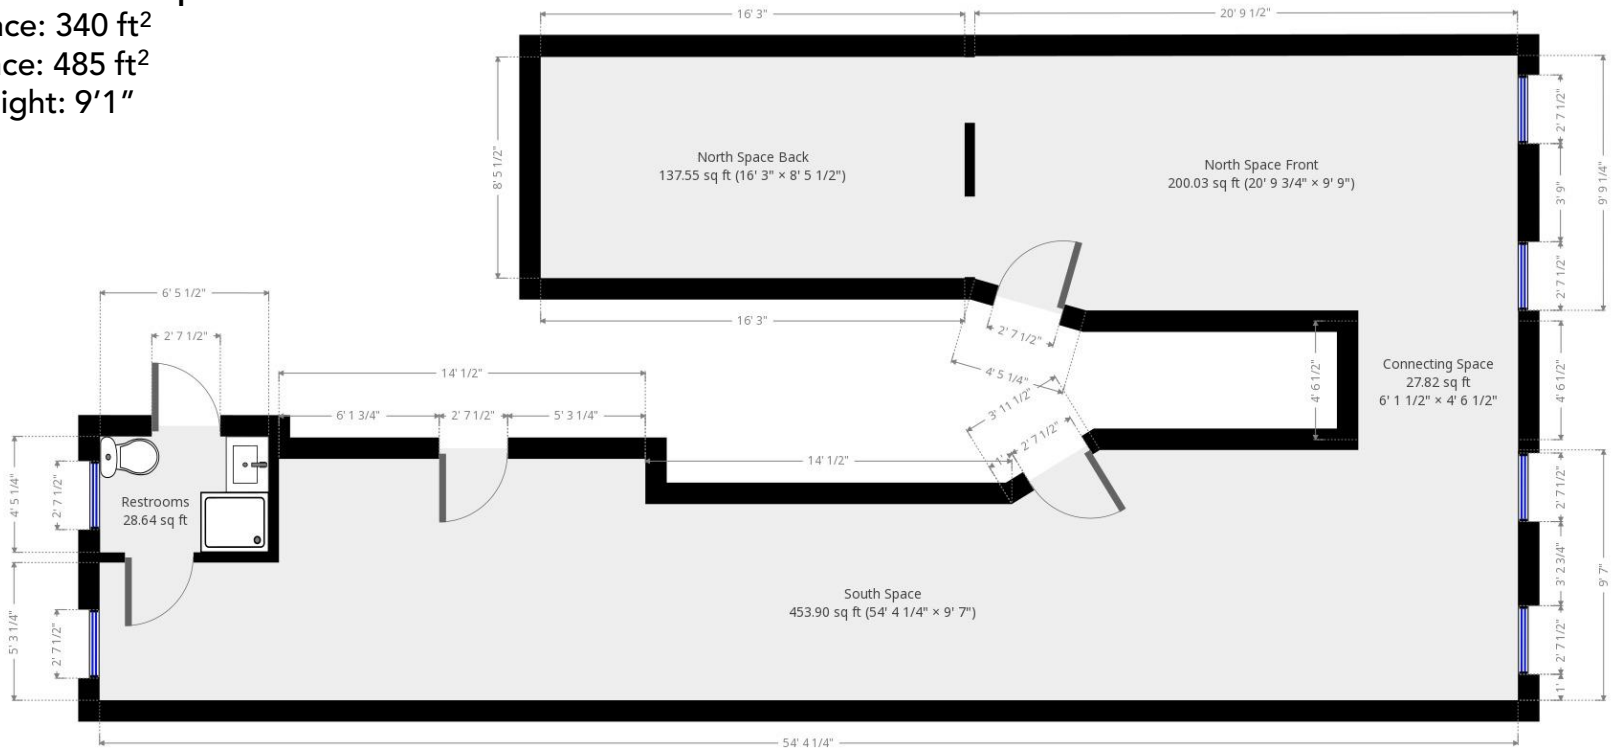 ace: 340 ft²
ace: 485 ft²
ight: 9’1”
16' 3"
20' 9 1/2"
8' 5 1/2"
North Space Back
137.55 sq ft (16' 3" × 8' 5 1/2")
North Space Front
200.03 sq ft (20' 9 3/4" × 9' 9")
2' 7 1/2"
3' 9"
9' 9 1/4"
2' 7 1/2"
6' 5 1/2"
2' 7 1/2"
16' 3"
2' 7 1/2"
4' 5 1/4"
3' 11 1/2"
2' 7 1/2"
1'
4' 6 1/2"
Connecting Space
27.82 sq ft
6' 1 1/2" × 4' 6 1/2"
4' 6 1/2"
14' 1/2"
6' 1 3/4"
2' 7 1/2"
5' 3 1/4"
14' 1/2"
4' 5 1/4"
2' 7 1/2"
Restrooms
28.64 sq ft
2' 7 1/2"
3' 2 3/4"
9' 7"
2' 7 1/2"
1'
South Space
453.90 sq ft (54' 4 1/4" × 9' 7")
5' 3 1/4"
2' 7 1/2"
54' 4 1/4"